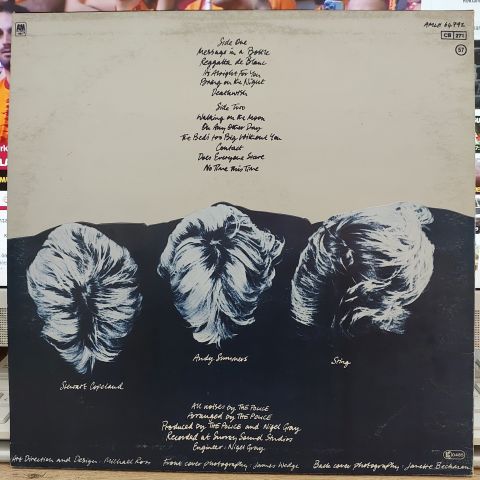 A&M
AMLH 64792
CB 271
57
Side One
Message in a Bottle
Reggatta de Blanc
It's Alright For You
Bring on the Night
Deathwish
Side Two
Walking on the Moon
On Any Other Day
The Bed's too Big Without You
Contact
Does Everyone Stare
No Time This Time
Stewart Copeland
Andy Summers
Sting
All noises by THE POLICE
Arranged by THE POLICE
Produced by THE POLICE and Nigel Gray
Recorded at Surrey Sound Studios
Engineer: Nigel Gray
Art Direction and Design: Michael Ross Front cover photography: James Wedge Back cover photography: Janette Beckman